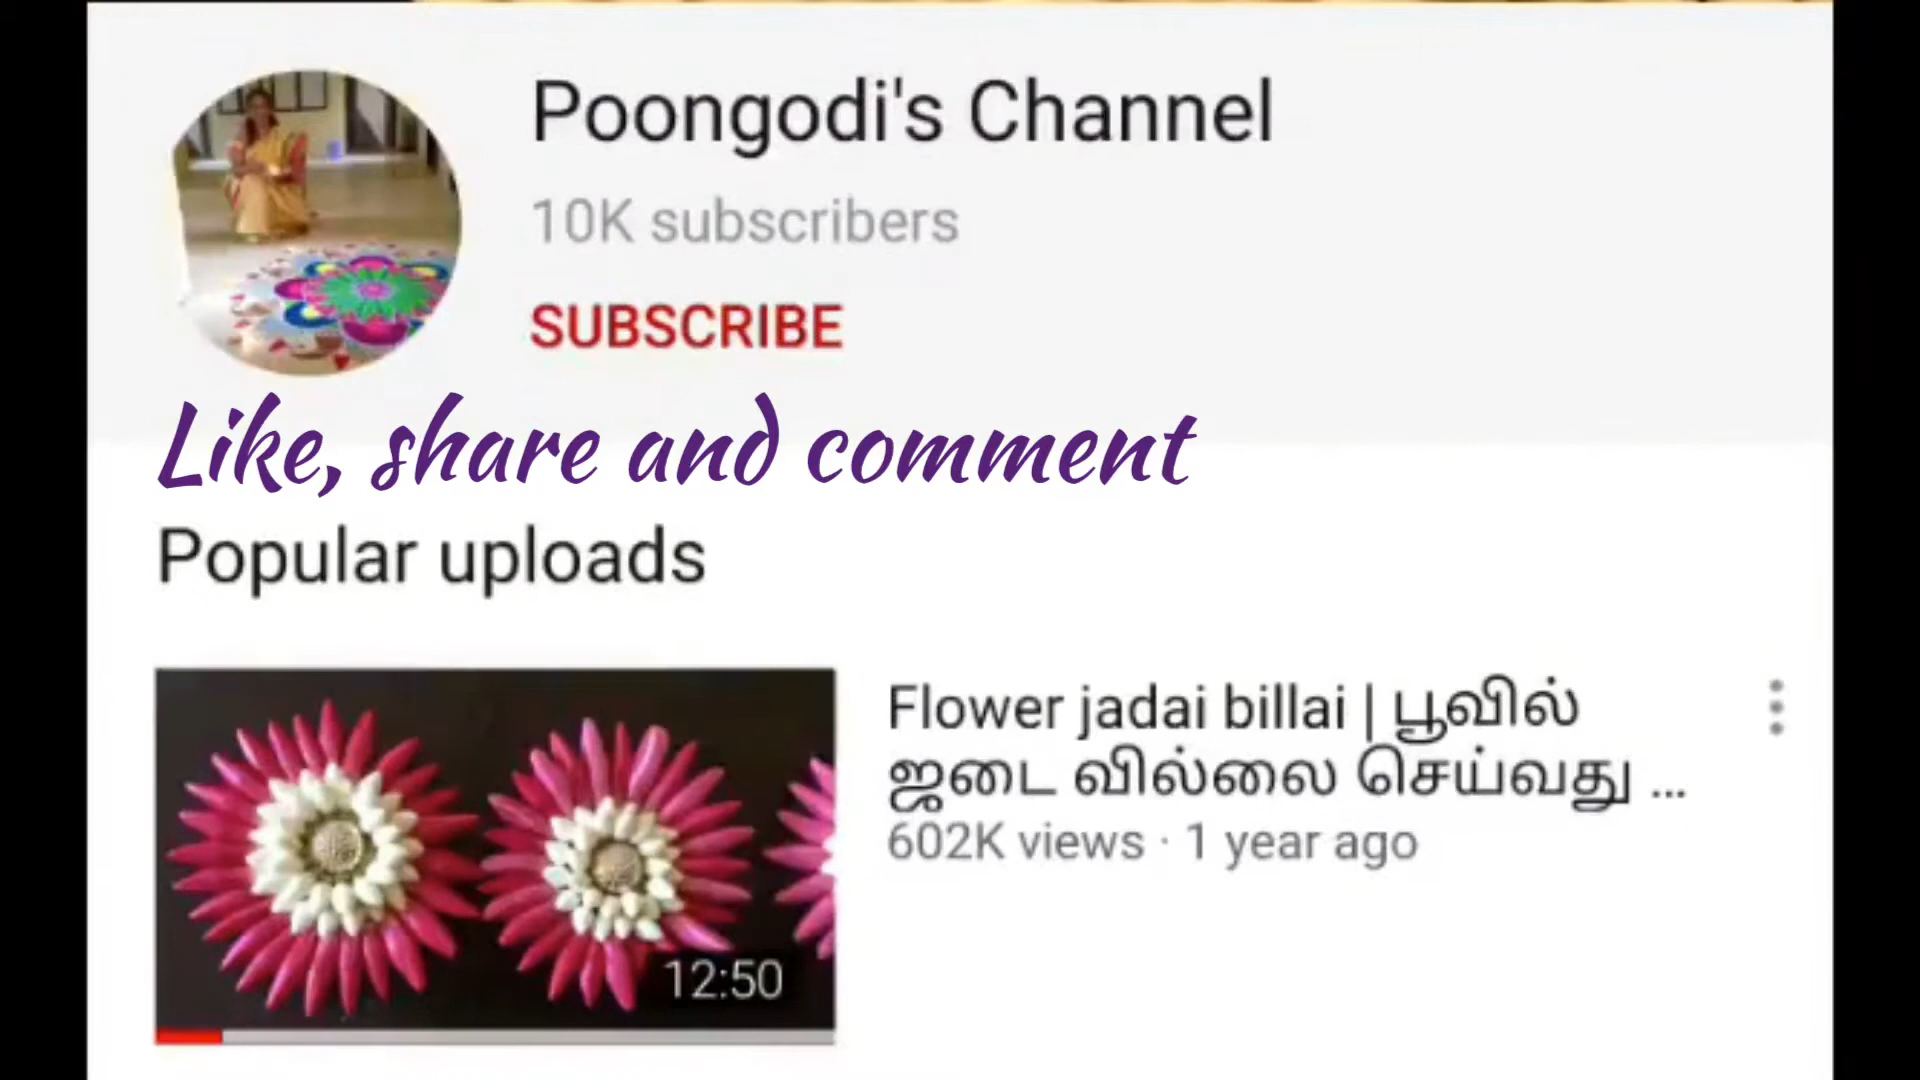 Poongodi's Channel
10K subscribers
SUBSCRIBE
Like, share and comment
Popular uploads
Flower jadai billai | பூவில்
ஜடை வில்லை செய்வது ...
602K views · 1 year ago
12:50